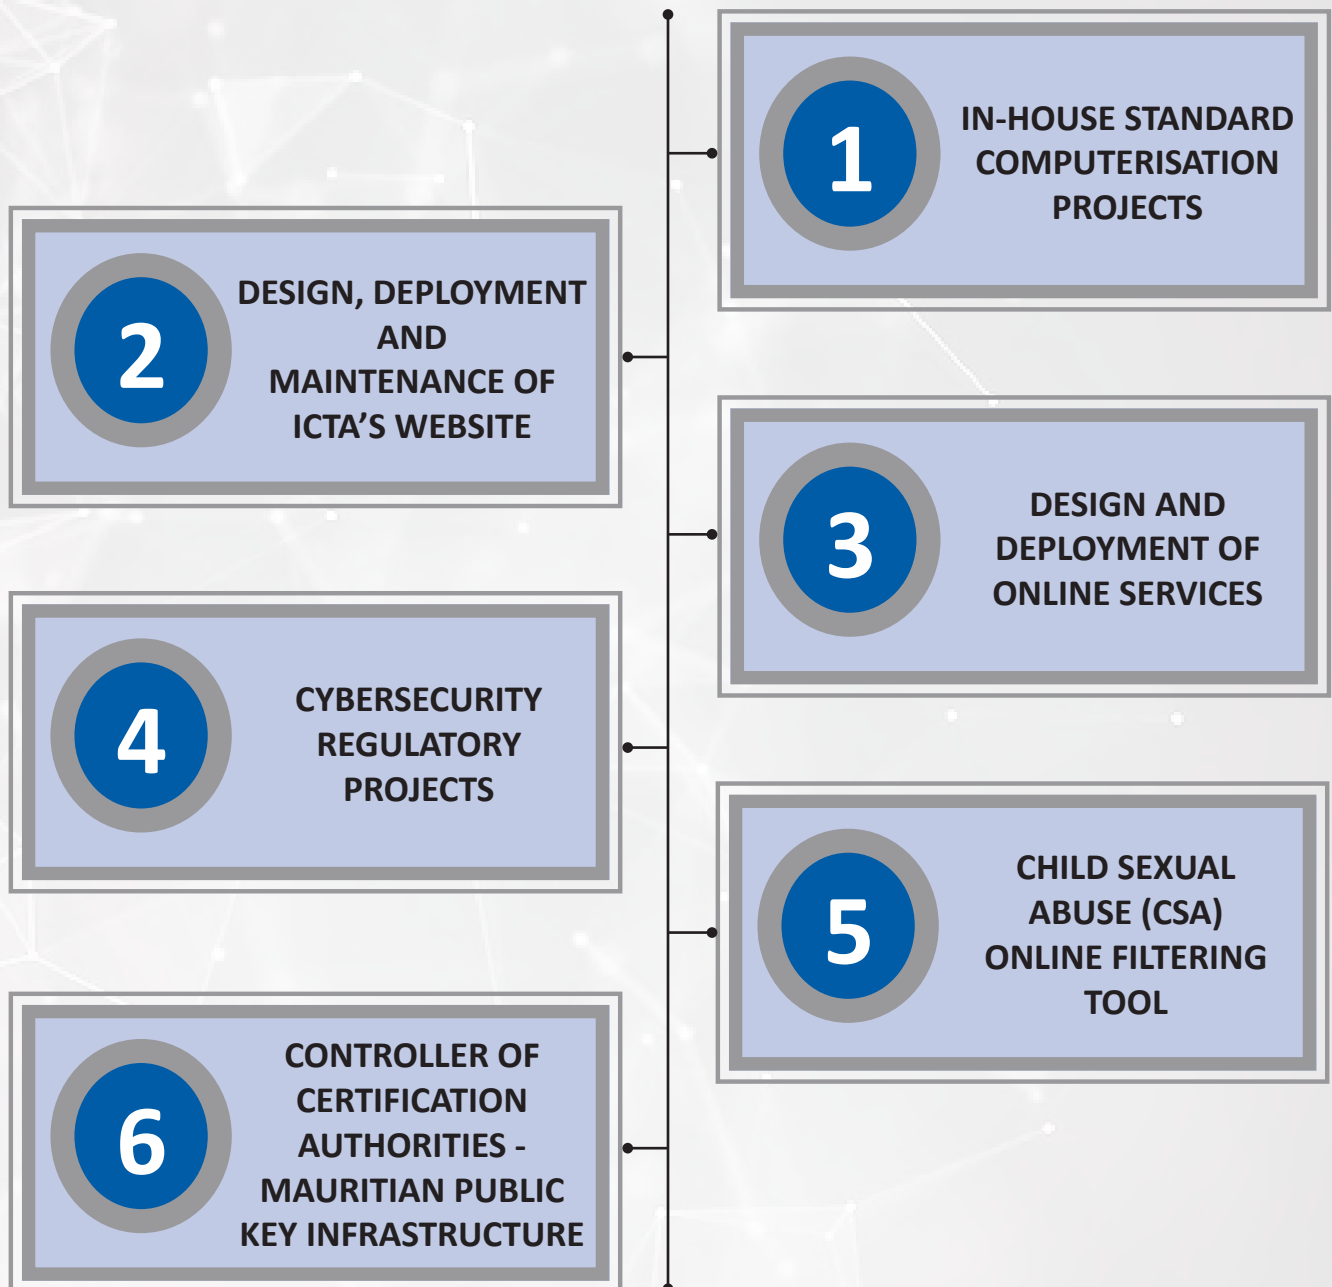 1
IN-HOUSE STANDARD
COMPUTERISATION
PROJECTS
2
DESIGN, DEPLOYMENT
AND
MAINTENANCE OF
ICTA’S WEBSITE
3
DESIGN AND
DEPLOYMENT OF
ONLINE SERVICES
4
CYBERSECURITY
REGULATORY
PROJECTS
5
CHILD SEXUAL
ABUSE (CSA)
ONLINE FILTERING
TOOL
6
CONTROLLER OF
CERTIFICATION
AUTHORITIES -
MAURITIAN PUBLIC
KEY INFRASTRUCTURE